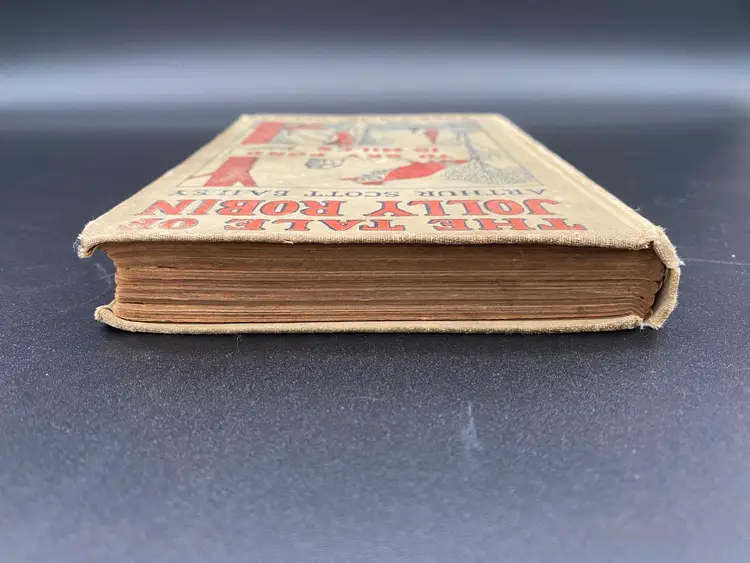 THE TALE OF
JOLLY ROBIN
ARTHUR SCOTT BAILEY